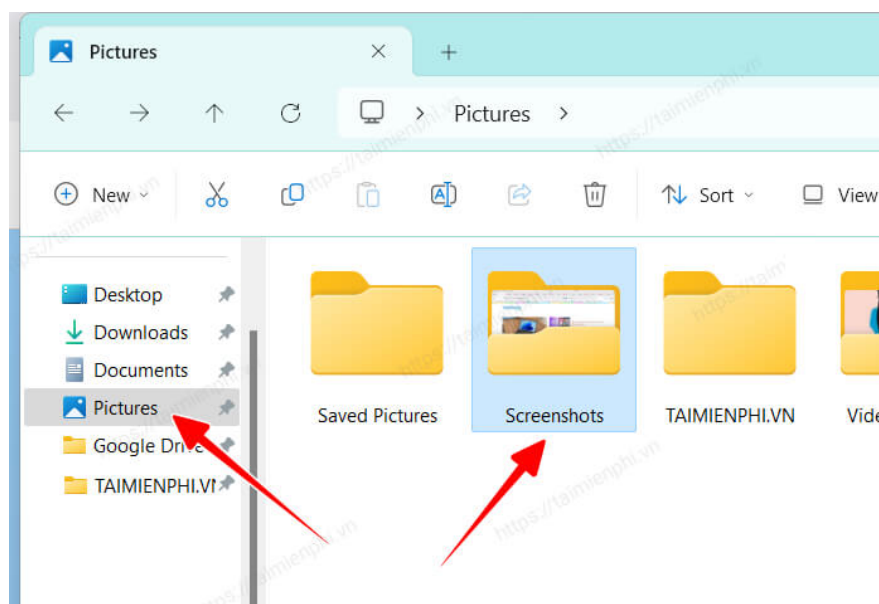 Pictures
Pictures
New
Sort
View
Desktop
Downloads
Documents
Pictures
Google Drive
TAIMIENPHI.VN
Saved Pictures
Screenshots
TAIMIENPHI.VN
Vide
https://taimienphi.vn